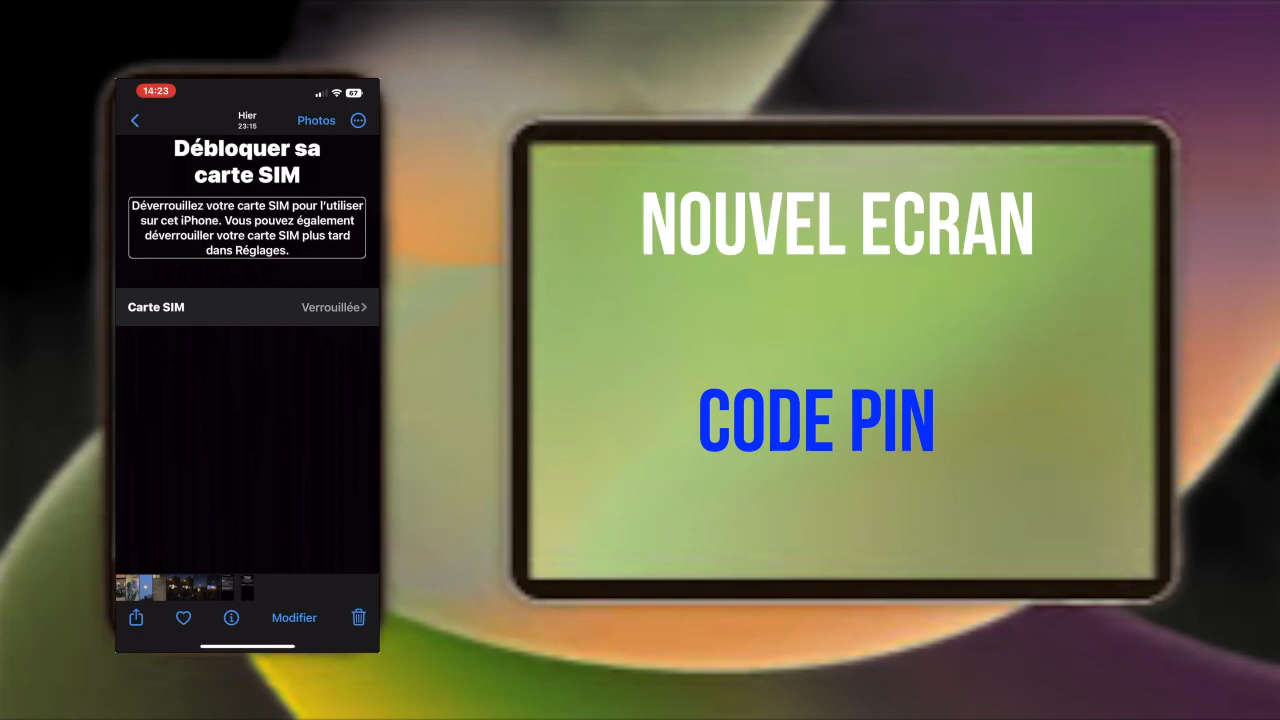 14:23
67
Hier
23:15
Photos
Débloquer sa
carte SIM
Déverrouillez votre carte SIM pour l'utiliser
sur cet iPhone. Vous pouvez également
déverrouiller votre carte SIM plus tard
dans Réglages.
Carte SIM
Verrouillée
Modifier
NOUVEL ECRAN
CODE PIN